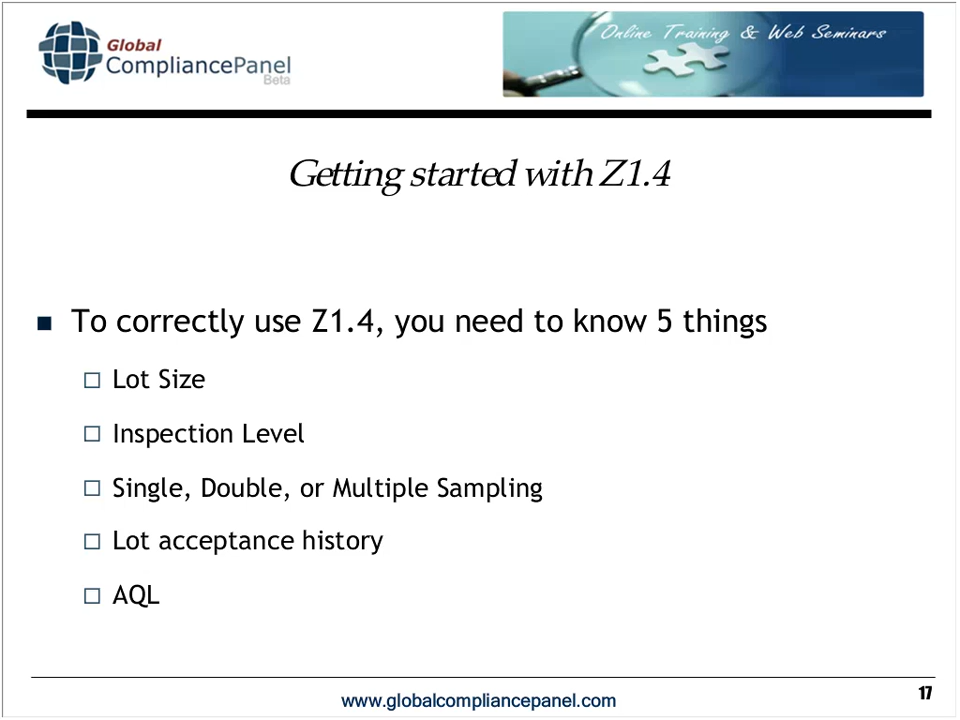 Global
CompliancePanel
Beta
Online Training & Web Seminars
Getting started with Z1.4
To correctly use Z1.4, you need to know 5 things
Lot Size
Inspection Level
Single, Double, or Multiple Sampling
Lot acceptance history
AQL
www.globalcompliancepanel.com
17